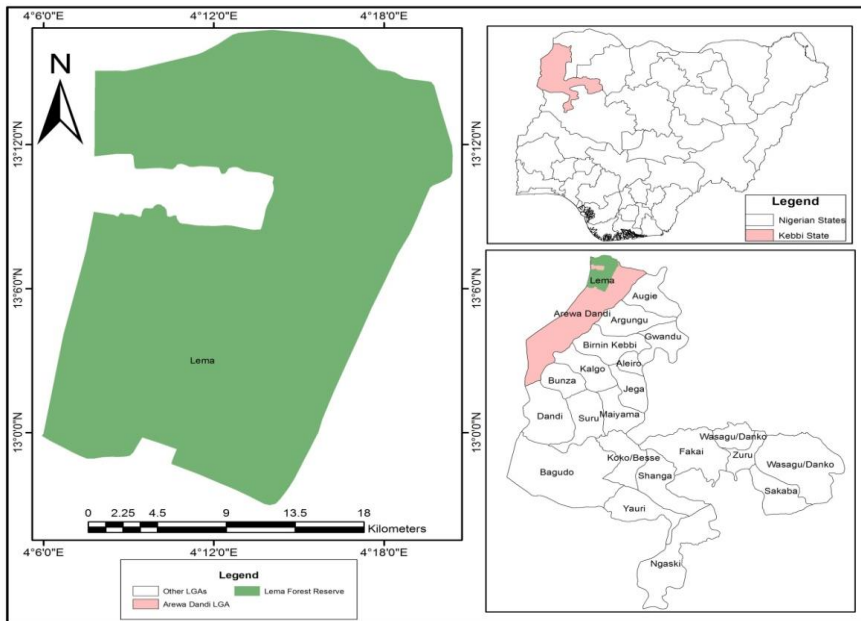 4°6'0"E
4°12'0"E
4°18'0"E
N
13°12'0"N
13°6'0"N
13°0'0"N
13°12'0"N
13°6'0"N
13°0'0"N
Lema
0 2.25 4.5 9 13.5 18
Kilometers
4°6'0"E
4°12'0"E
4°18'0"E
Legend
Other LGAs
Lema Forest Reserve
Arewa Dandi LGA
Legend
Nigerian States
Kebbi State
Lema
Augie
Arewa Dandi
Argungu
Gwandu
Birnin Kebbi
Aleiro
Kalgo
Bunza
Jega
Dandi
Suru
Maiyama
Wasagu/Danko
Koko/Besse
Fakai
Zuru
Wasagu/Danko
Bagudo
Shanga
Sakaba
Yauri
Ngaski